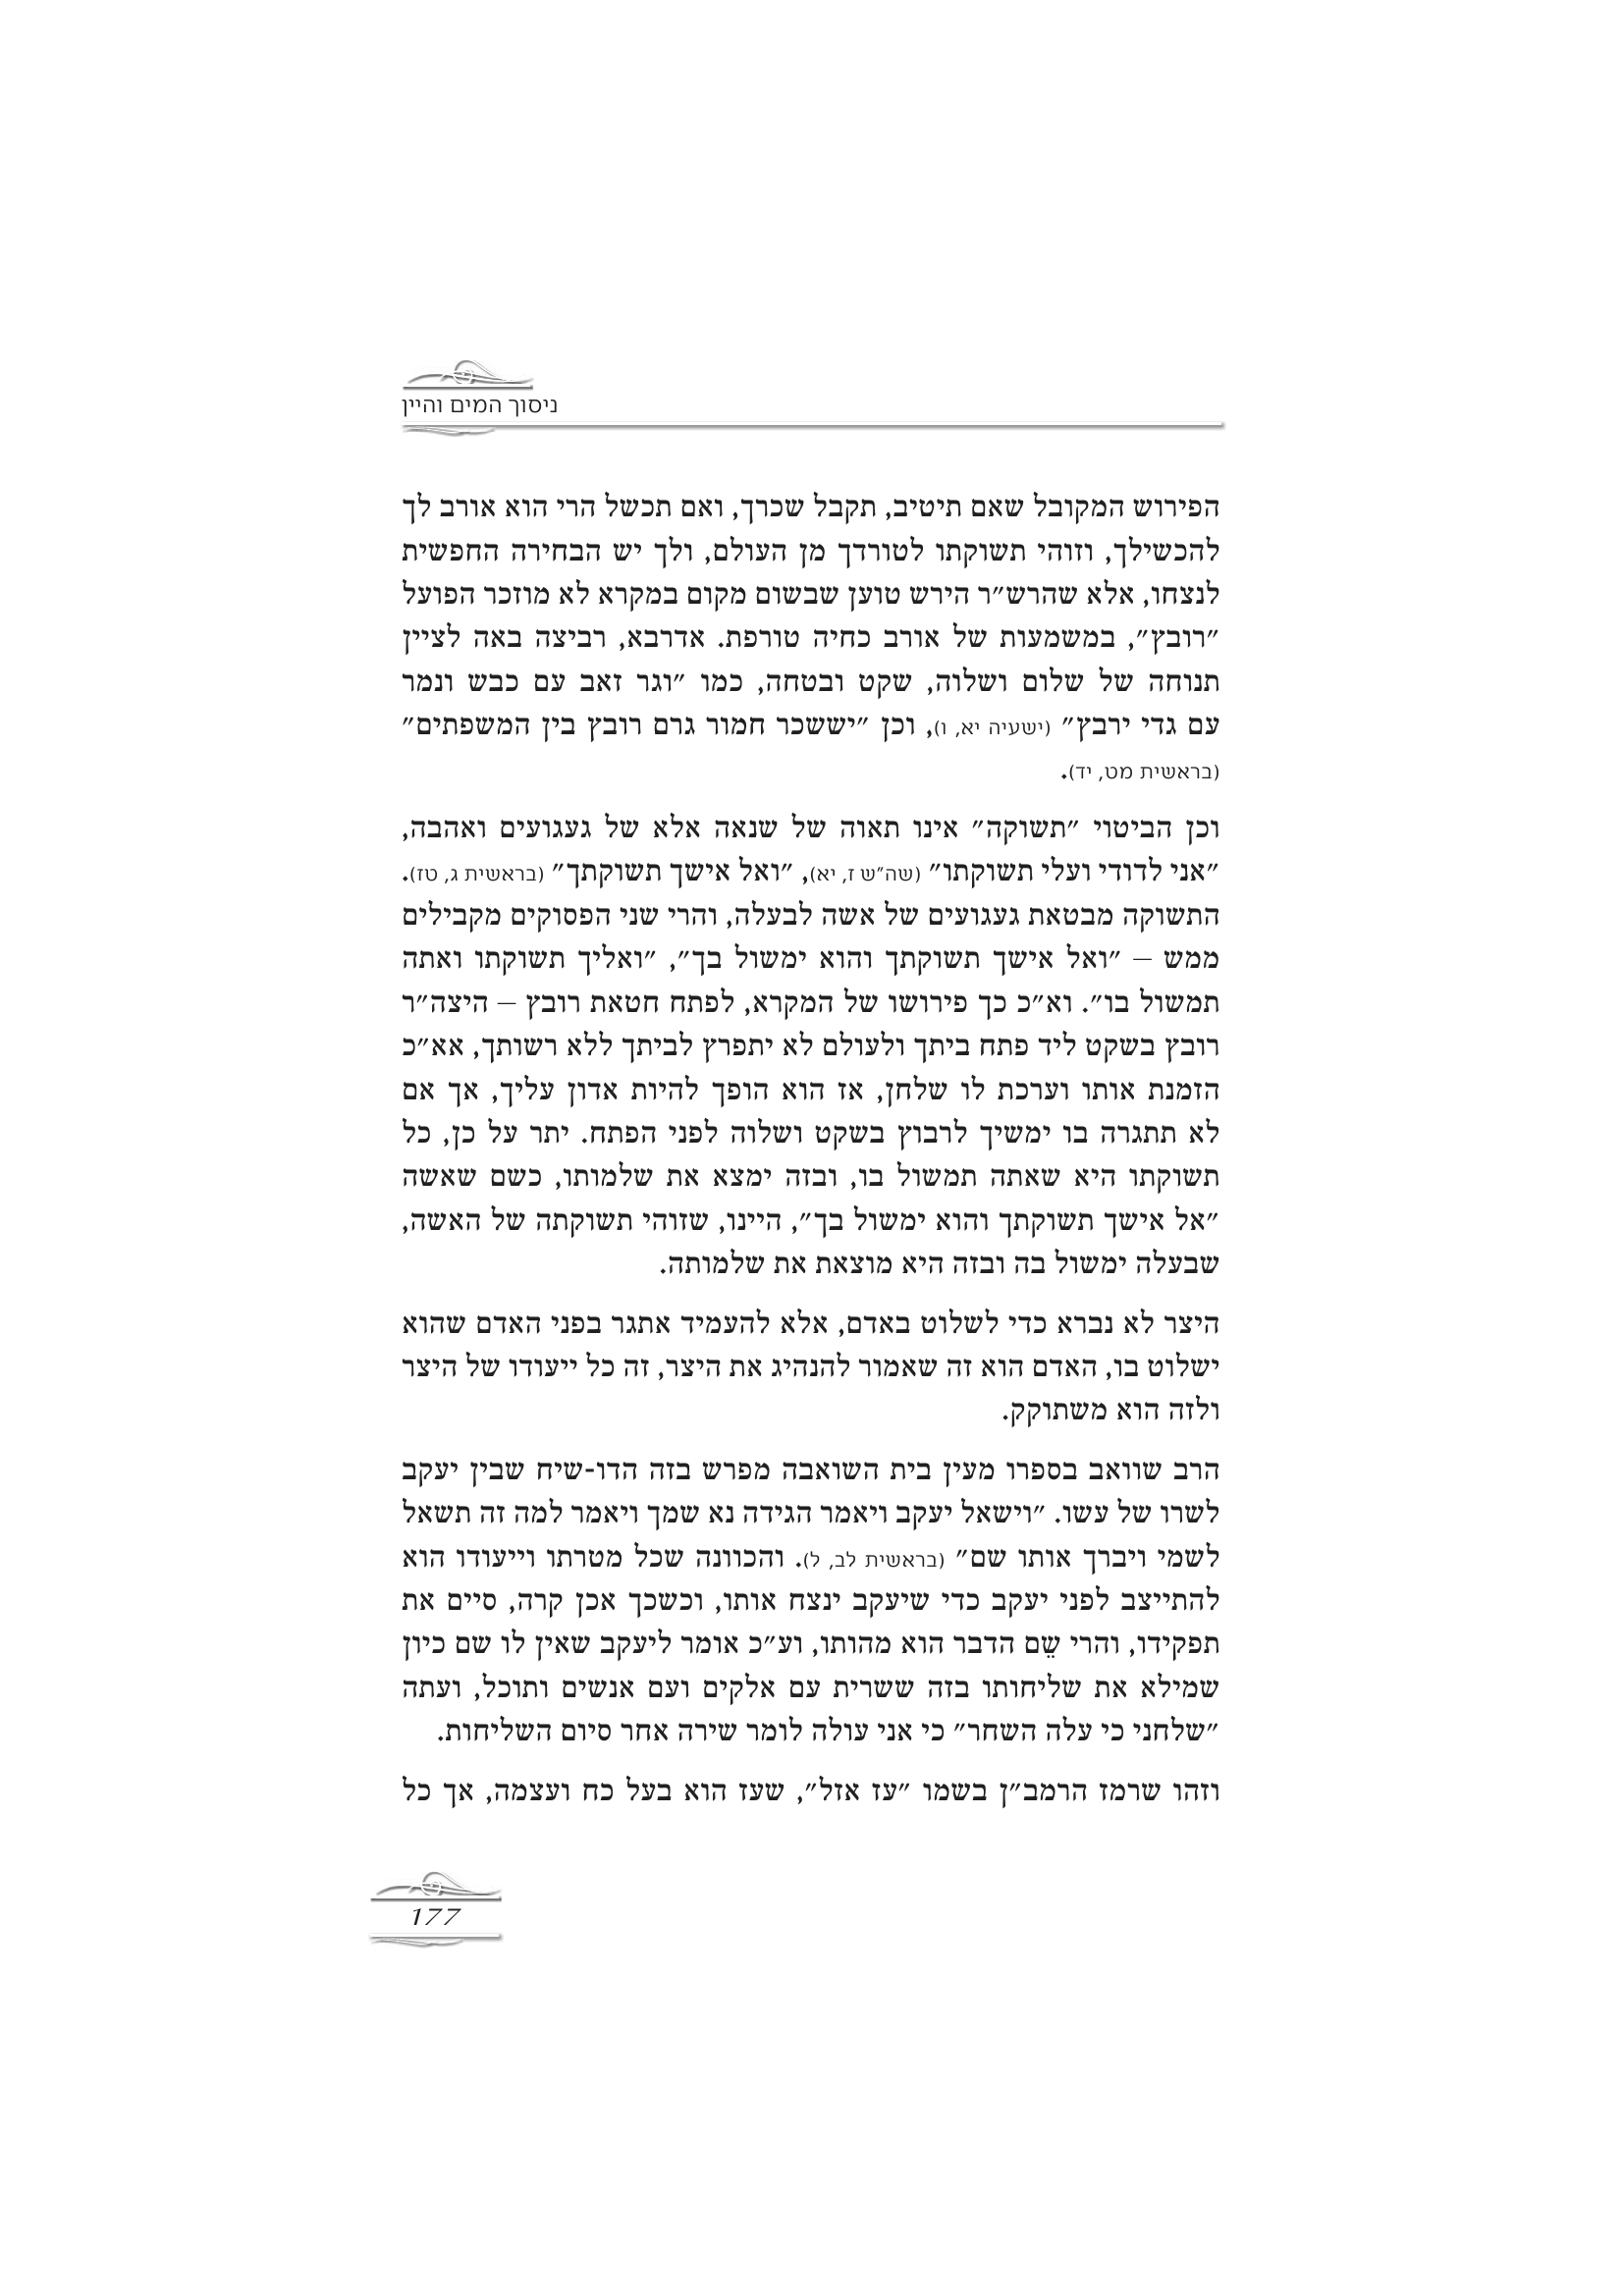 ניסוך המים והיין
הפירוש המקובל שאם תיטיב, תקבל שכרך, ואם תכשל הרי הוא אורב לך
להכשילך, וזוהי תשוקתו לטורדך מן העולם, ולך יש הבחירה החפשית
לנצחו, אלא שהרש״ר הירש טוען שבשום מקום במקרא לא מוזכר הפועל
״רובץ״, במשמעות של אורב כחיה טורפת. אדרבא, רביצה באה לציין
תנוחה של שלום ושלוה, שקט ובטחה, כמו ״וגר זאב עם כבש ונמר
עם גדי ירבץ״ (ישעיה יא, ו), וכן ״יששכר חמור גרם רובץ בין המשפתים״
(בראשית מט, יד).
וכן הביטוי ״תשוקה״ אינו תאוה של שנאה אלא של געגועים ואהבה,
״אני לדודי ועלי תשוקתו״ (שה״ש ז, יא), ״ואל אישך תשוקתך״ (בראשית ג, טז).
התשוקה מבטאת געגועים של אשה לבעלה, והרי שני הפסוקים מקבילים
ממש – ״ואל אישך תשוקתך והוא ימשול בך״, ״ואליך תשוקתו ואתה
תמשול בו״. וא״כ כך פירושו של המקרא, לפתח חטאת רובץ – היצה״ר
רובץ בשקט ליד פתח ביתך ולעולם לא יתפרץ לביתך ללא רשותך, אא״כ
הזמנת אותו וערכת לו שלחן, אז הוא הופך להיות אדון עליך, אך אם
לא תתגרה בו ימשיך לרבוץ בשקט ושלוה לפני הפתח. יתר על כן, כל
תשוקתו היא שאתה תמשול בו, ובזה ימצא את שלמותו, כשם שאשה
״אל אישך תשוקתך והוא ימשול בך״, היינו, שזוהי תשוקתה של האשה,
שבעלה ימשול בה ובזה היא מוצאת את שלמותה.
היצר לא נברא כדי לשלוט באדם, אלא להעמיד אתגר בפני האדם שהוא
ישלוט בו, האדם הוא זה שאמור להנהיג את היצר, זה כל ייעודו של היצר
ולזה הוא משתוקק.
הרב שוואב בספרו מעין בית השואבה מפרש בזה הדו-שיח שבין יעקב
לשרו של עשו. ״וישאל יעקב ויאמר הגידה נא שמך ויאמר למה זה תשאל
לשמי ויברך אותו שם״ (בראשית לב, ל). והכוונה שכל מטרתו וייעודו הוא
להתייצב לפני יעקב כדי שיעקב ינצח אותו, וכשכך אכן קרה, סיים את
תפקידו, והרי שֵם הדבר הוא מהותו, וע״כ אומר ליעקב שאין לו שם כיון
שמילא את שליחותו בזה ששרית עם אלקים ועם אנשים ותוכל, ועתה
״שלחני כי עלה השחר״ כי אני עולה לומר שירה אחר סיום השליחות.
וזהו שרמז הרמב״ן בשמו ״עז אזל״, שעז הוא בעל כח ועצמה, אך כל
177